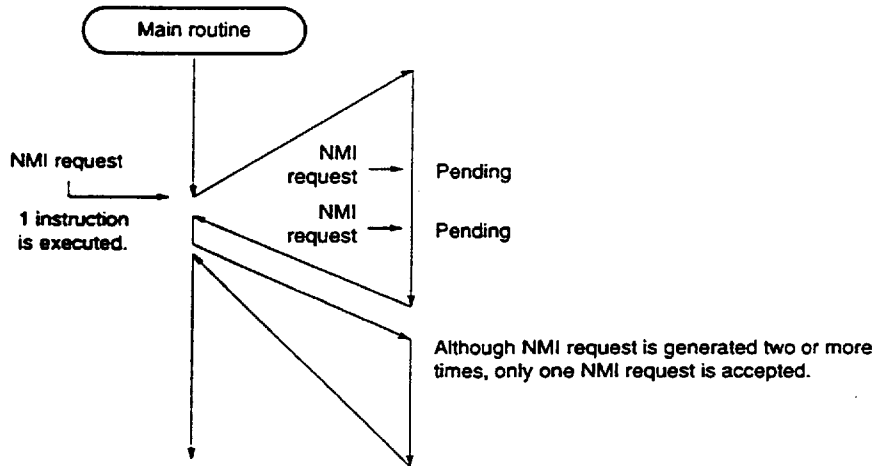 Main routine
NMI request
1 instruction
is executed.
NMI
request
Pending
NMI
request
Pending
Although NMI request is generated two or more
times, only one NMI request is accepted.